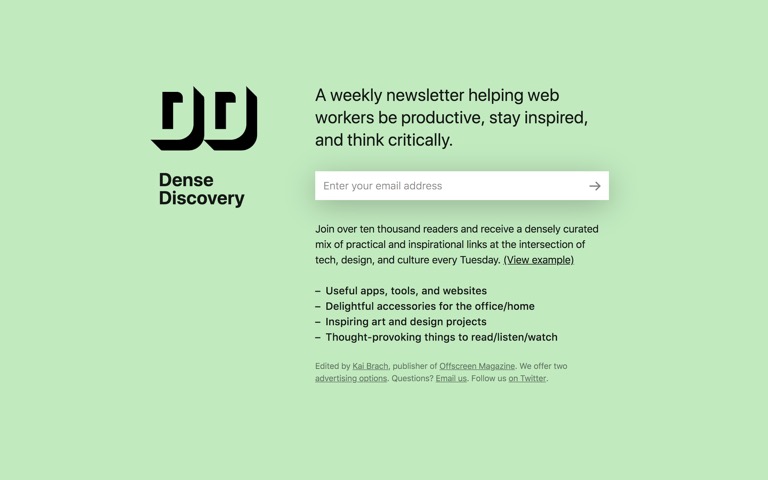 DD
Dense
Discovery
A weekly newsletter helping web
workers be productive, stay inspired,
and think critically.
Enter your email address
Join over ten thousand readers and receive a densely curated
mix of practical and inspirational links at the intersection of
tech, design, and culture every Tuesday. (View example)
– Useful apps, tools, and websites
– Delightful accessories for the office/home
– Inspiring art and design projects
– Thought-provoking things to read/listen/watch
Edited by Kai Brach, publisher of Offscreen Magazine. We offer two
advertising options. Questions? Email us. Follow us on Twitter.